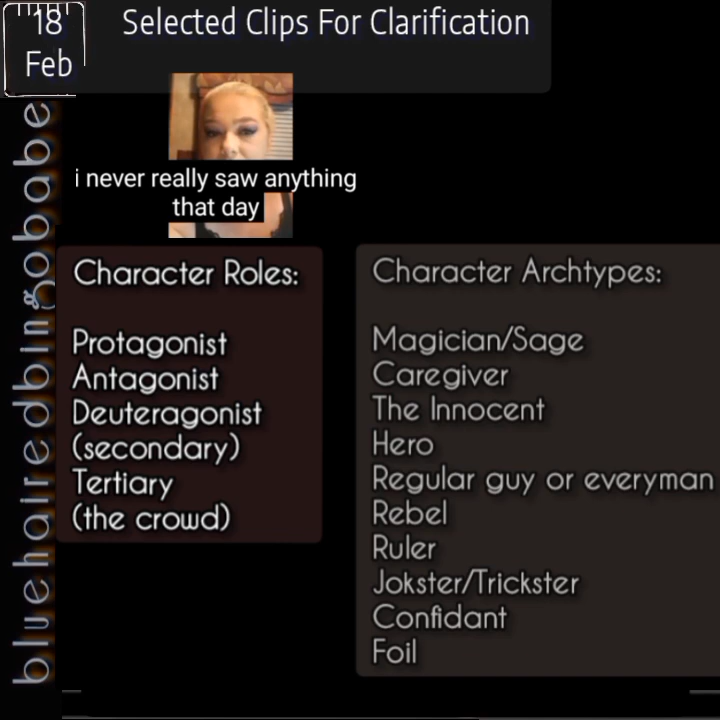 18
Feb
Selected Clips For Clarification
bluehairedbingobabe
i never really saw anything
that day
Character Roles:
Protagonist
Antagonist
Deuteragonist
(secondary)
Tertiary
(the crowd)
Character Archtypes:
Magician/Sage
Caregiver
The Innocent
Hero
Regular guy or everyman
Rebel
Ruler
Jokster/Trickster
Confidant
Foil